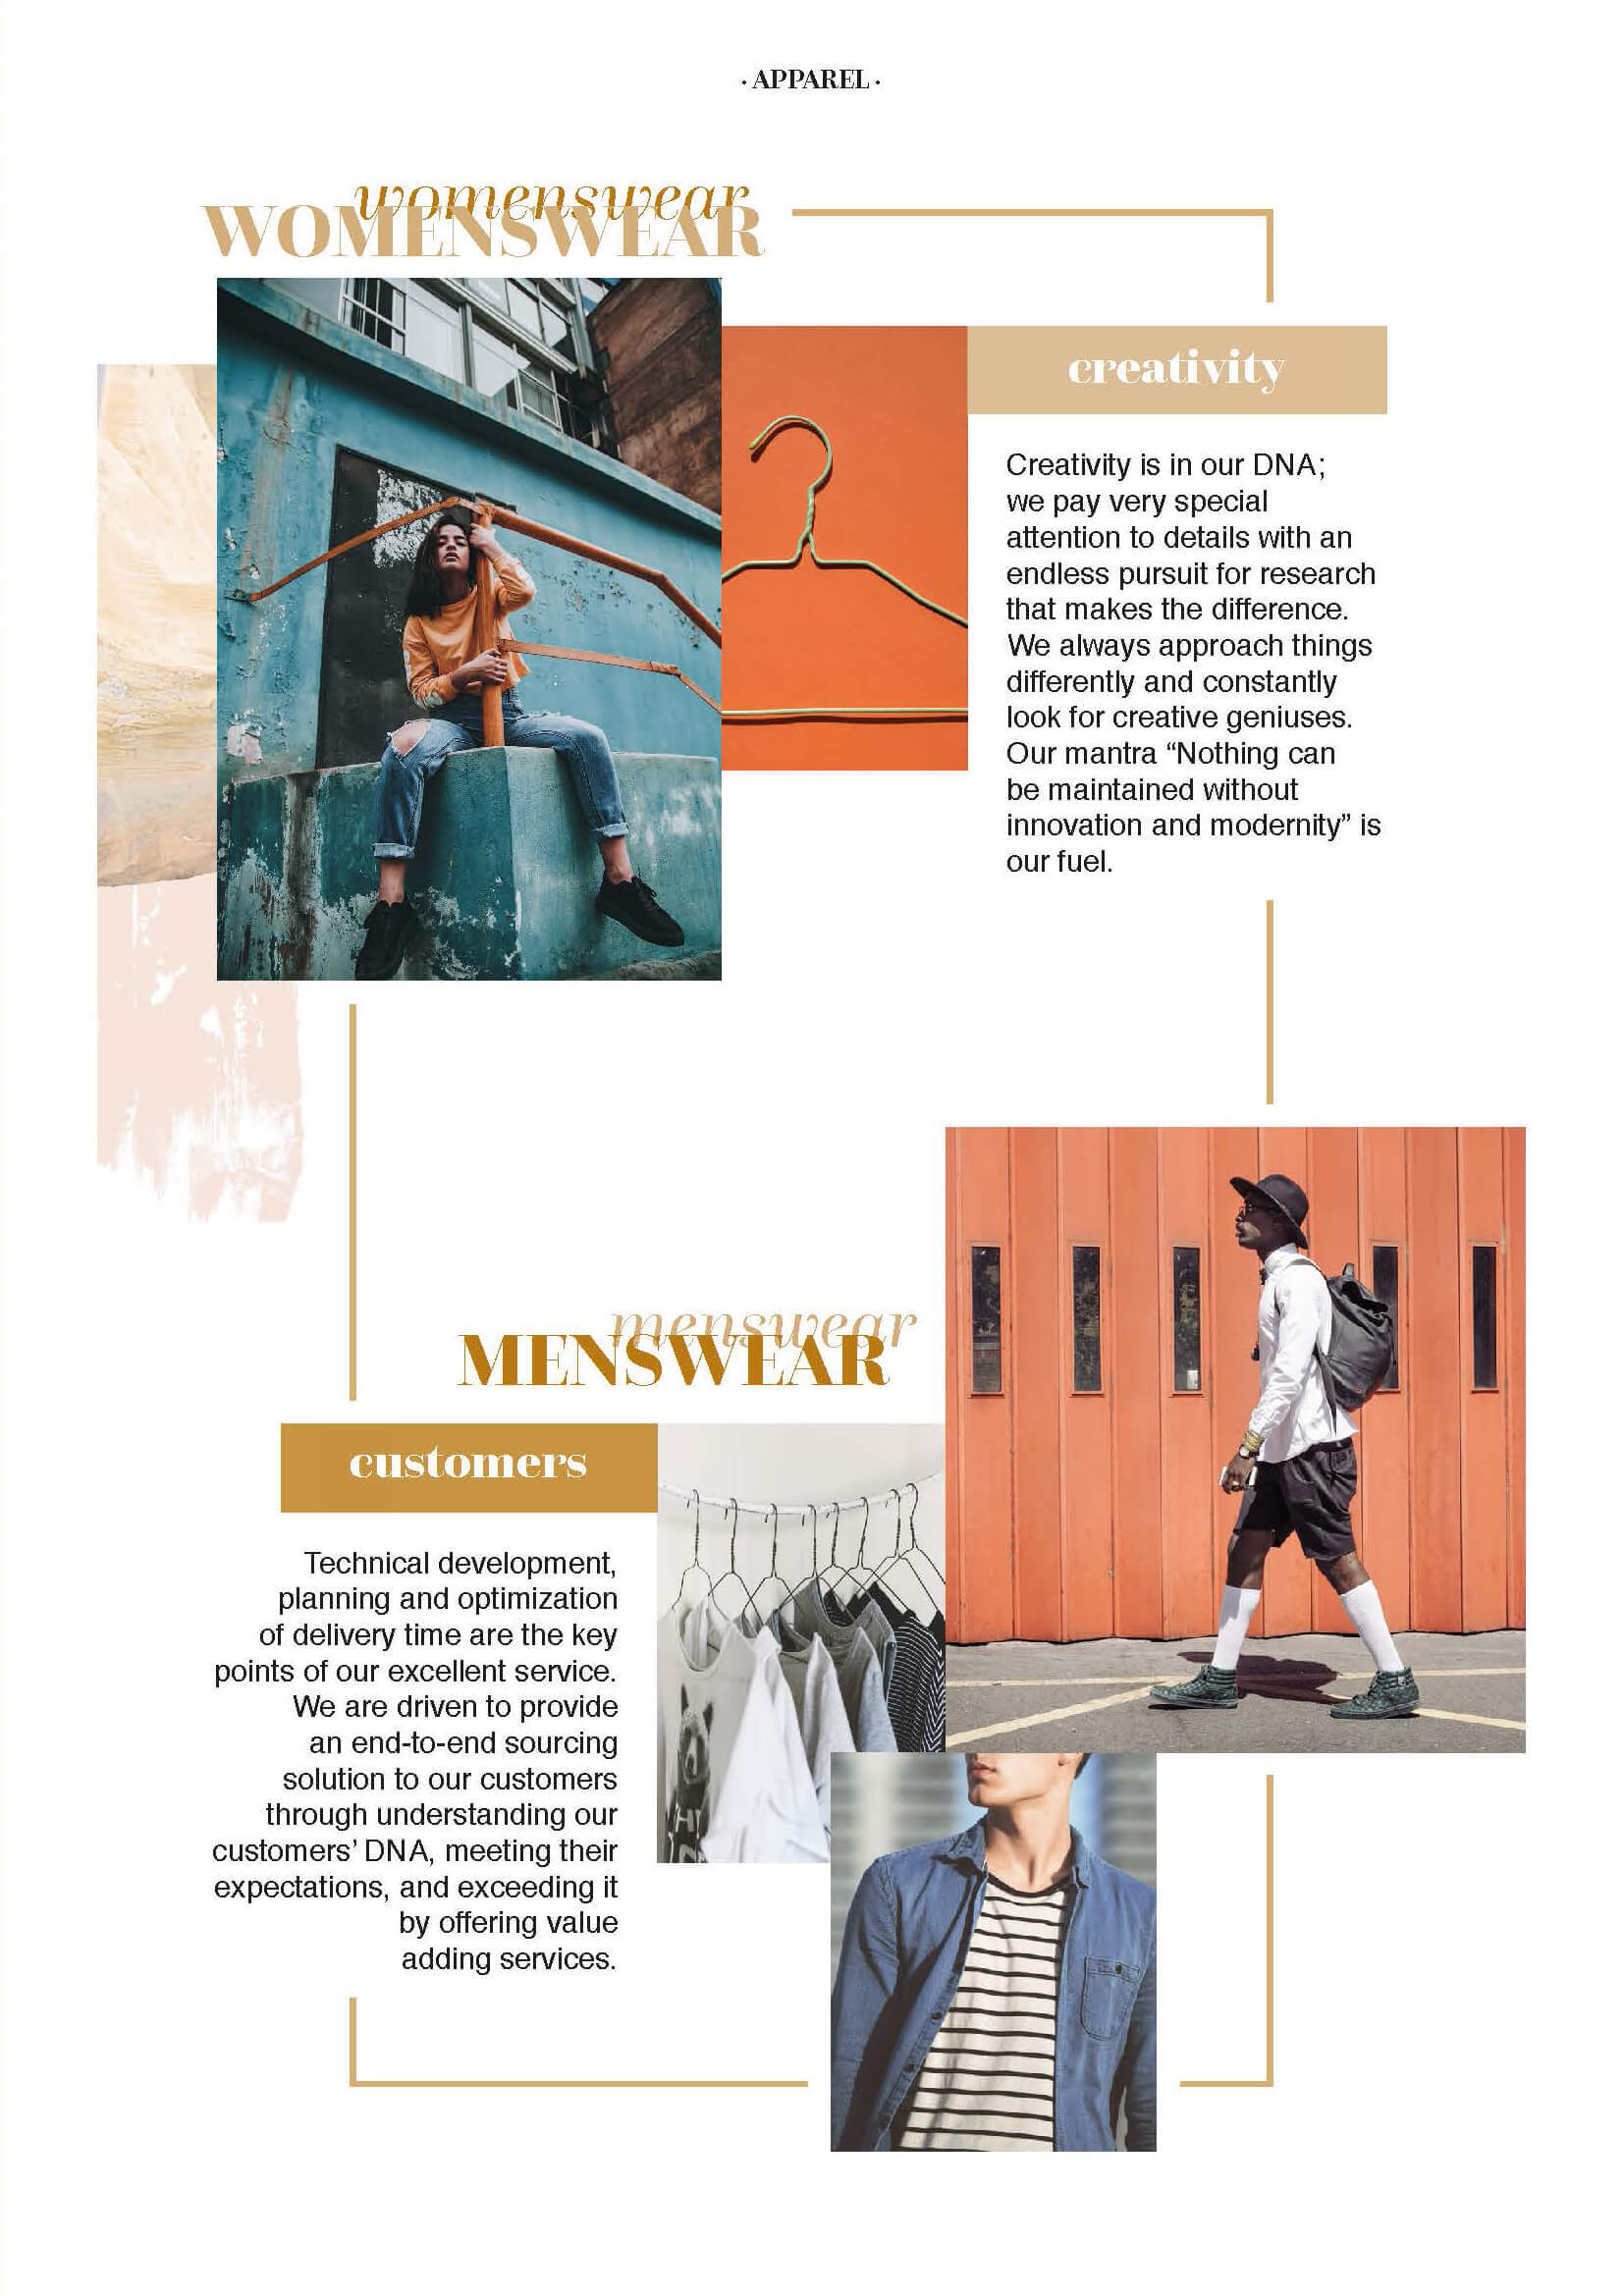 · APPAREL ·
womenswear
WOMENSWEAR
creativity
Creativity is in our DNA;
we pay very special
attention to details with an
endless pursuit for research
that makes the difference.
We always approach things
differently and constantly
look for creative geniuses.
Our mantra “Nothing can
be maintained without
innovation and modernity” is
our fuel.
menswear
MENSWEAR
customers
Technical development,
planning and optimization
of delivery time are the key
points of our excellent service.
We are driven to provide
an end-to-end sourcing
solution to our customers
through understanding our
customers’ DNA, meeting their
expectations, and exceeding it
by offering value
adding services.